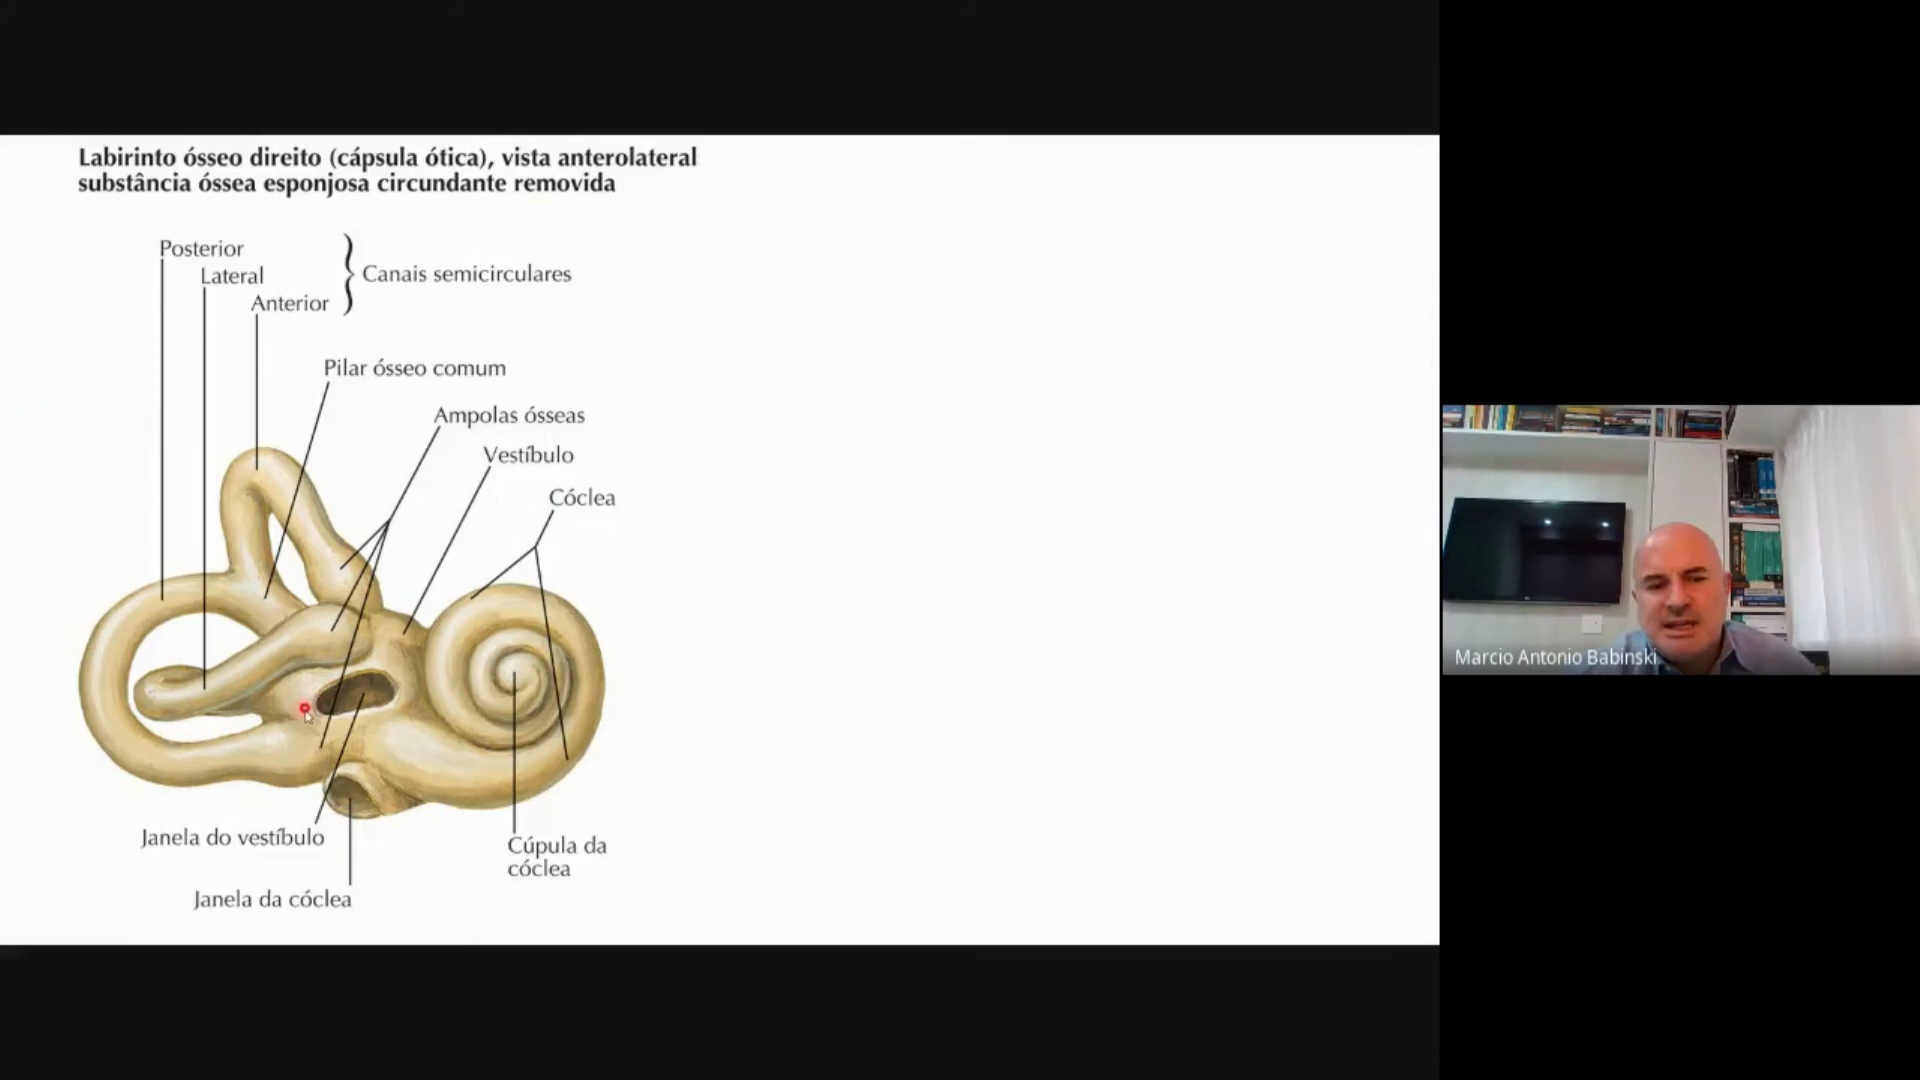 Labirinto ósseo direito (cápsula ótica), vista anterolateral
substância óssea esponjosa circundante removida
Posterior
Lateral
Anterior
Canais semicirculares
Pilar ósseo comum
Ampolas ósseas
Vestíbulo
Cóclea
Janela do vestíbulo
Janela da cóclea
Cúpula da
cóclea
Marcio Antonio Babinski